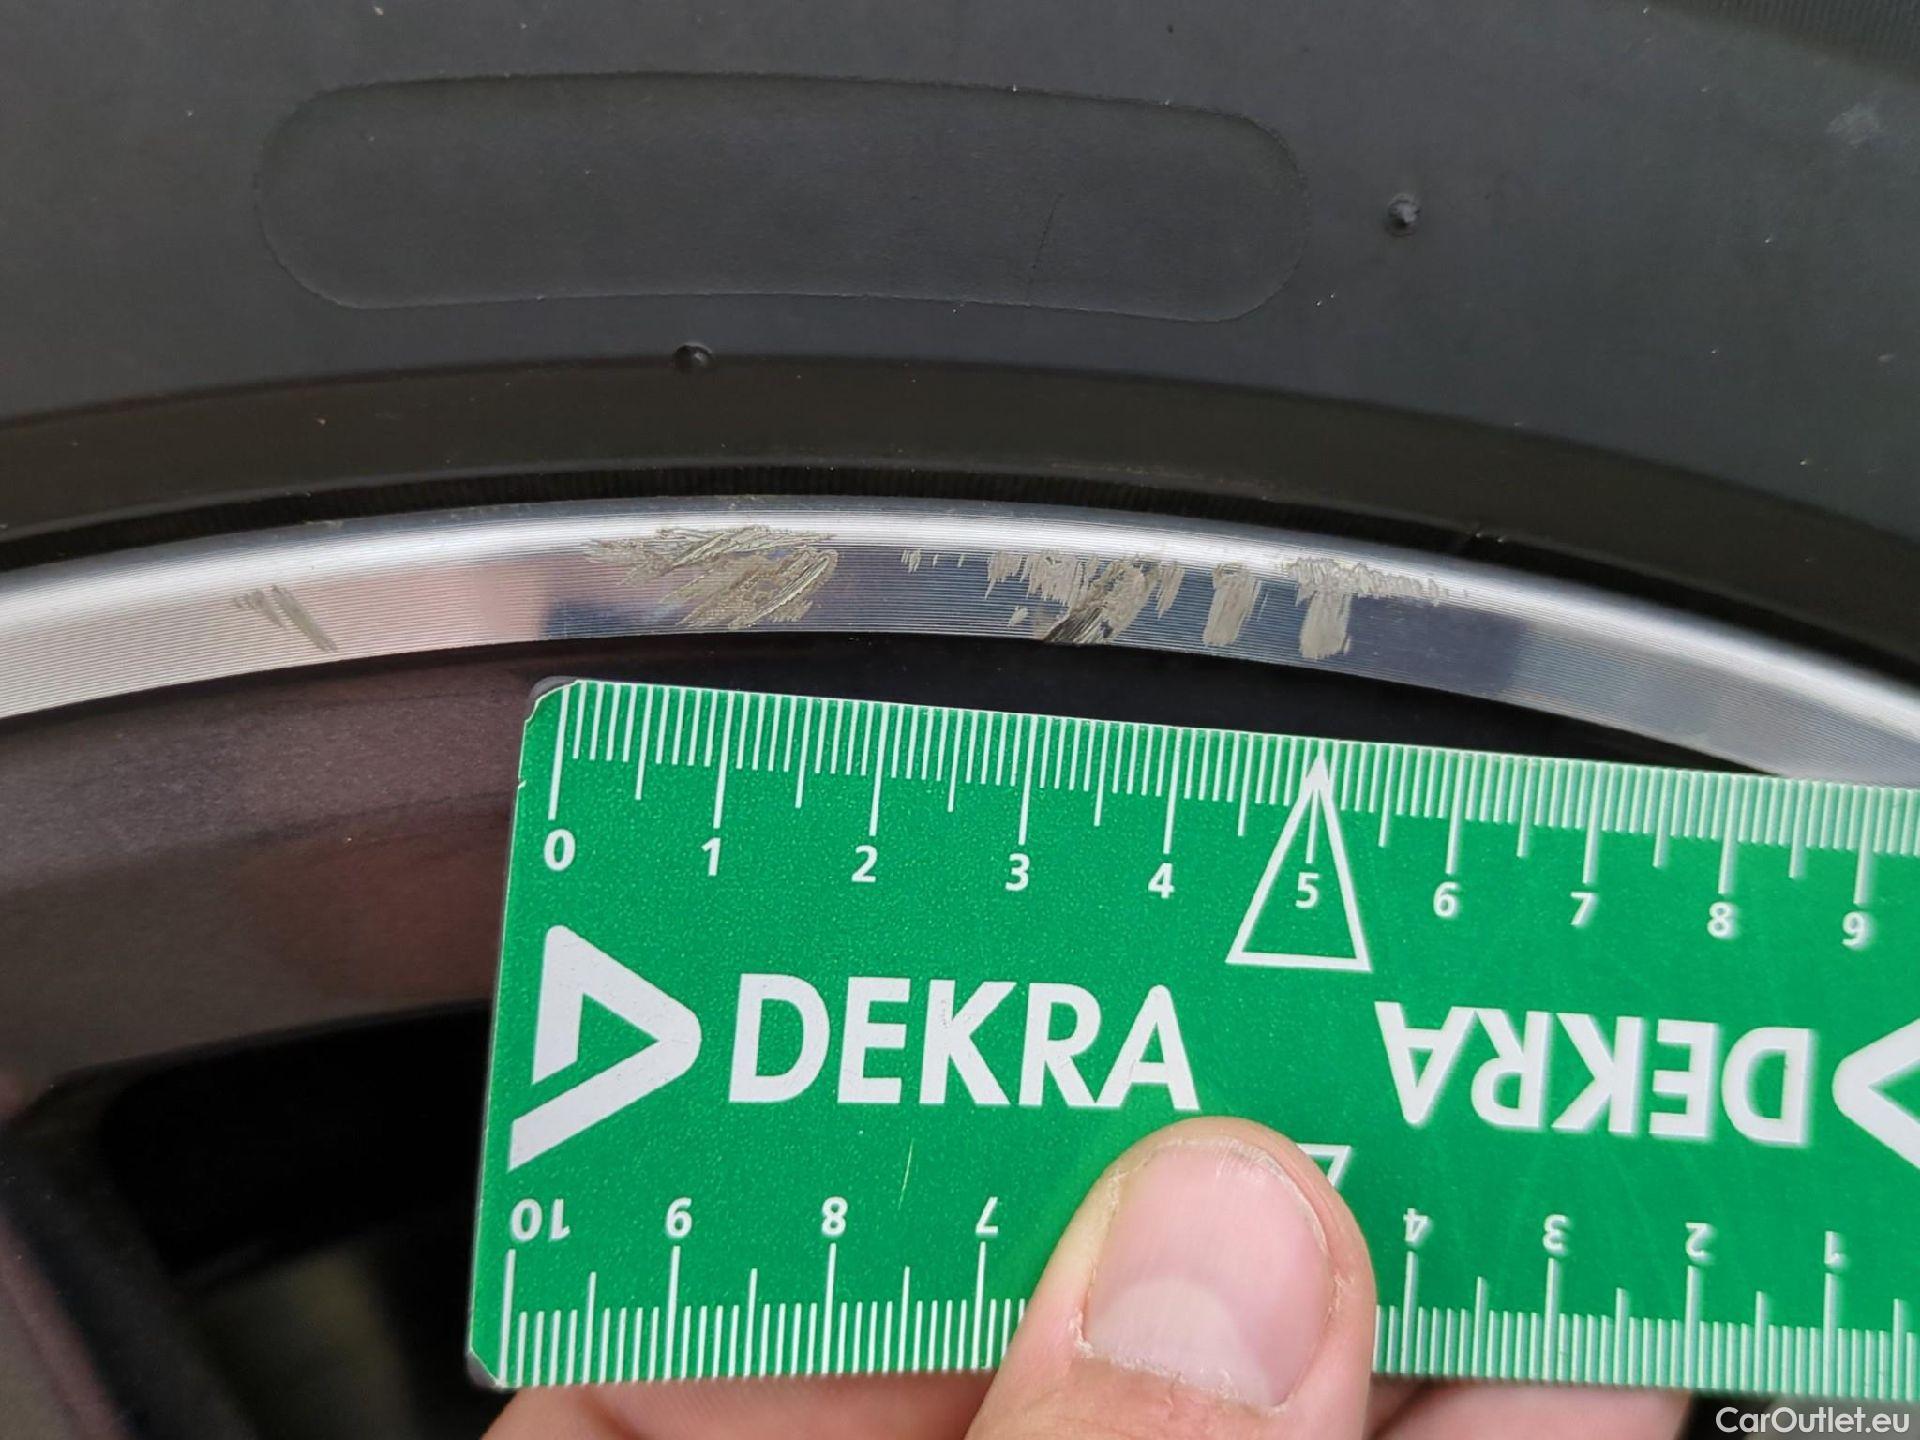 0 1 2 3 4 5 6 7 8 9
DEKRA DEKRA
10 9 8 7 4 3 2 1
CarOutlet.eu